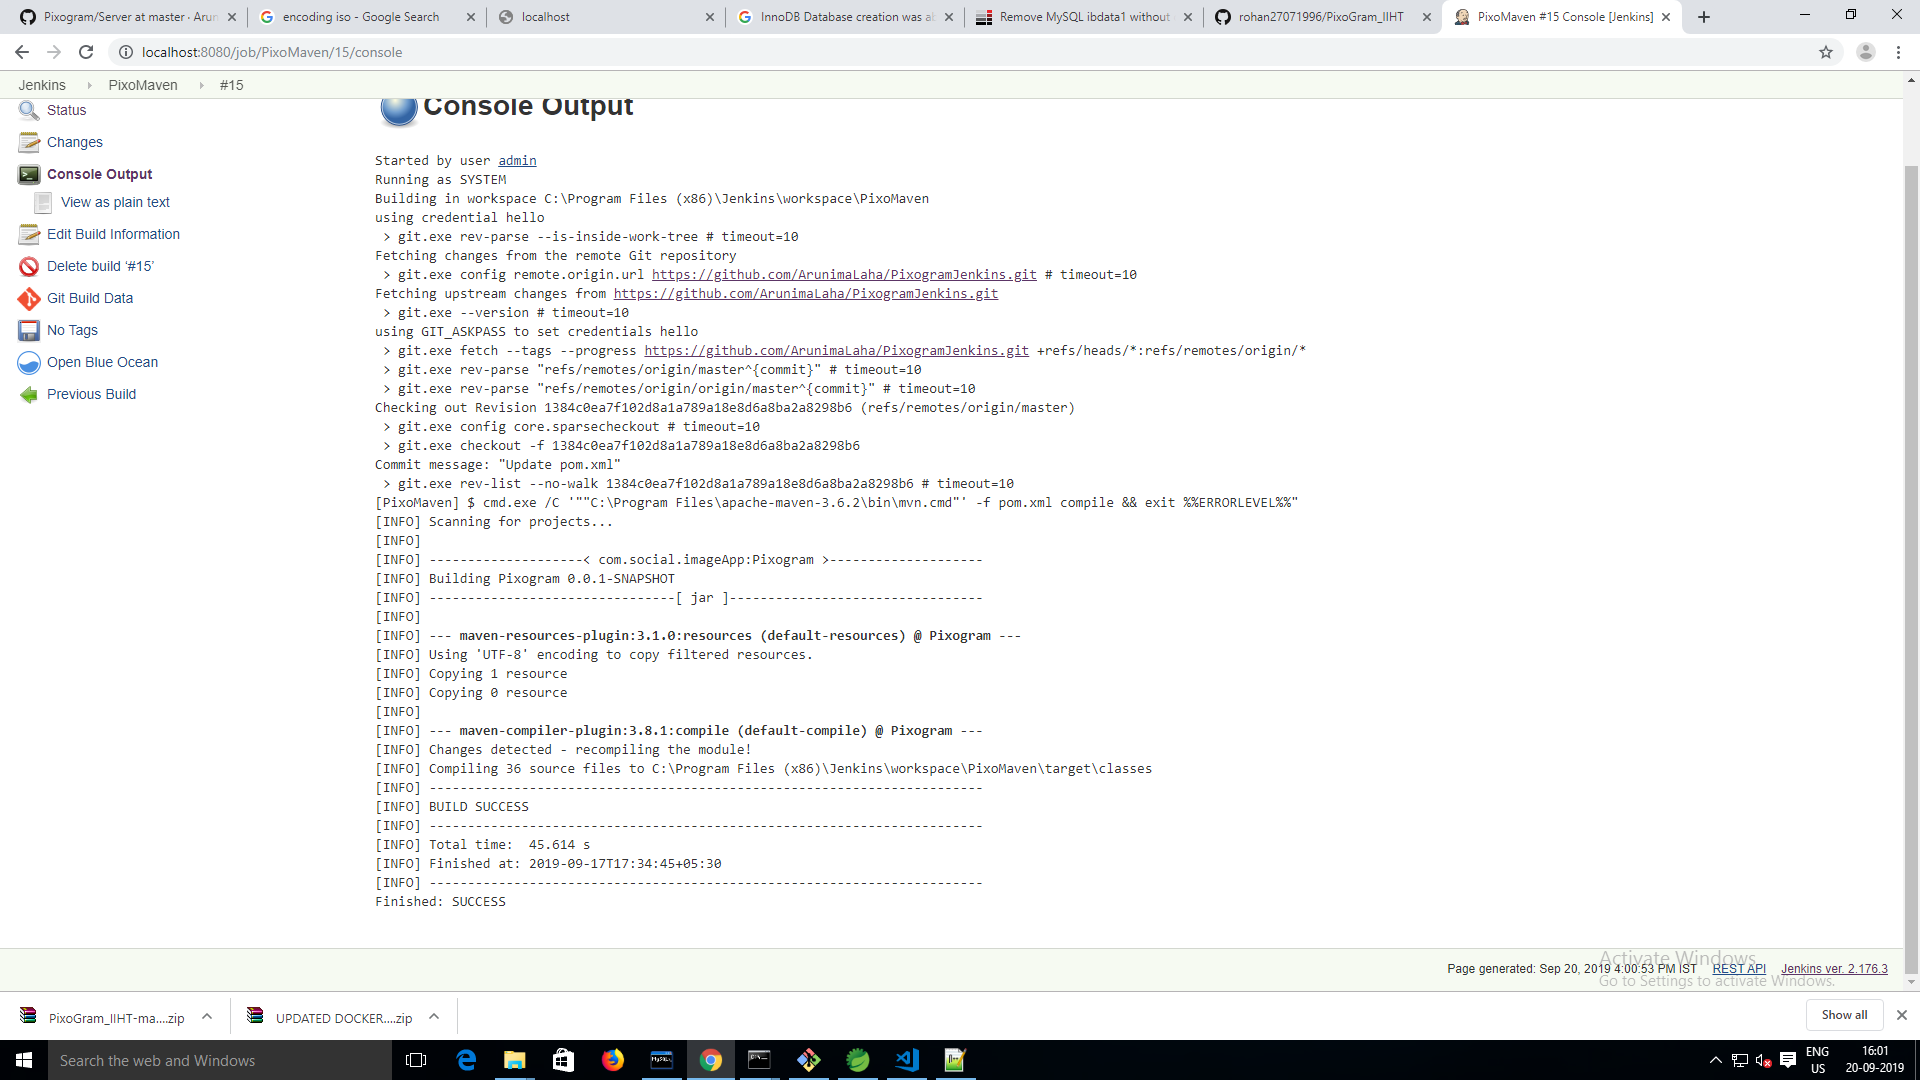 Pixogram/Server at master · Arun
encoding iso - Google Search
localhost
InnoDB Database creation was ab
Remove MySQL ibdata1 without
rohan27071996/PixoGram_IIHT
PixoMaven #15 Console [Jenkins]
localhost:8080/job/PixoMaven/15/console
Jenkins PixoMaven #15
Status
Changes
Console Output
View as plain text
Edit Build Information
Delete build ‘#15’
Git Build Data
No Tags
Open Blue Ocean
Previous Build
Console Output
Started by user admin
Running as SYSTEM
Building in workspace C:\Program Files (x86)\Jenkins\workspace\PixoMaven
using credential hello
 > git.exe rev-parse --is-inside-work-tree # timeout=10
Fetching changes from the remote Git repository
 > git.exe config remote.origin.url https://github.com/ArunimaLaha/PixogramJenkins.git # timeout=10
Fetching upstream changes from https://github.com/ArunimaLaha/PixogramJenkins.git
 > git.exe --version # timeout=10
using GIT_ASKPASS to set credentials hello
 > git.exe fetch --tags --progress https://github.com/ArunimaLaha/PixogramJenkins.git +refs/heads/*:refs/remotes/origin/*
 > git.exe rev-parse "refs/remotes/origin/master^{commit}" # timeout=10
 > git.exe rev-parse "refs/remotes/origin/origin/master^{commit}" # timeout=10
Checking out Revision 1384c0ea7f102d8a1a789a18e8d6a8ba2a8298b6 (refs/remotes/origin/master)
 > git.exe config core.sparsecheckout # timeout=10
 > git.exe checkout -f 1384c0ea7f102d8a1a789a18e8d6a8ba2a8298b6
Commit message: "Update pom.xml"
 > git.exe rev-list --no-walk 1384c0ea7f102d8a1a789a18e8d6a8ba2a8298b6 # timeout=10
[PixoMaven] $ cmd.exe /C '""C:\Program Files\apache-maven-3.6.2\bin\mvn.cmd"' -f pom.xml compile && exit %%ERRORLEVEL%%"
[INFO] Scanning for projects...
[INFO]
[INFO] --------------------< com.social.imageApp:Pixogram >--------------------
[INFO] Building Pixogram 0.0.1-SNAPSHOT
[INFO] --------------------------------[ jar ]---------------------------------
[INFO]
[INFO] --- maven-resources-plugin:3.1.0:resources (default-resources) @ Pixogram ---
[INFO] Using 'UTF-8' encoding to copy filtered resources.
[INFO] Copying 1 resource
[INFO] Copying 0 resource
[INFO]
[INFO] --- maven-compiler-plugin:3.8.1:compile (default-compile) @ Pixogram ---
[INFO] Changes detected - recompiling the module!
[INFO] Compiling 36 source files to C:\Program Files (x86)\Jenkins\workspace\PixoMaven\target\classes
[INFO] ------------------------------------------------------------------------
[INFO] BUILD SUCCESS
[INFO] ------------------------------------------------------------------------
[INFO] Total time:  45.614 s
[INFO] Finished at: 2019-09-17T17:34:45+05:30
[INFO] ------------------------------------------------------------------------
Finished: SUCCESS
Activate Windows
Page generated: Sep 20, 2019 4:00:53 PM IST REST API Jenkins ver. 2.176.3
Go to Settings to activate Windows.
PixoGram_IIHT-ma....zip
UPDATED DOCKER....zip
Show all
Search the web and Windows
ENG
US
16:01
20-09-2019